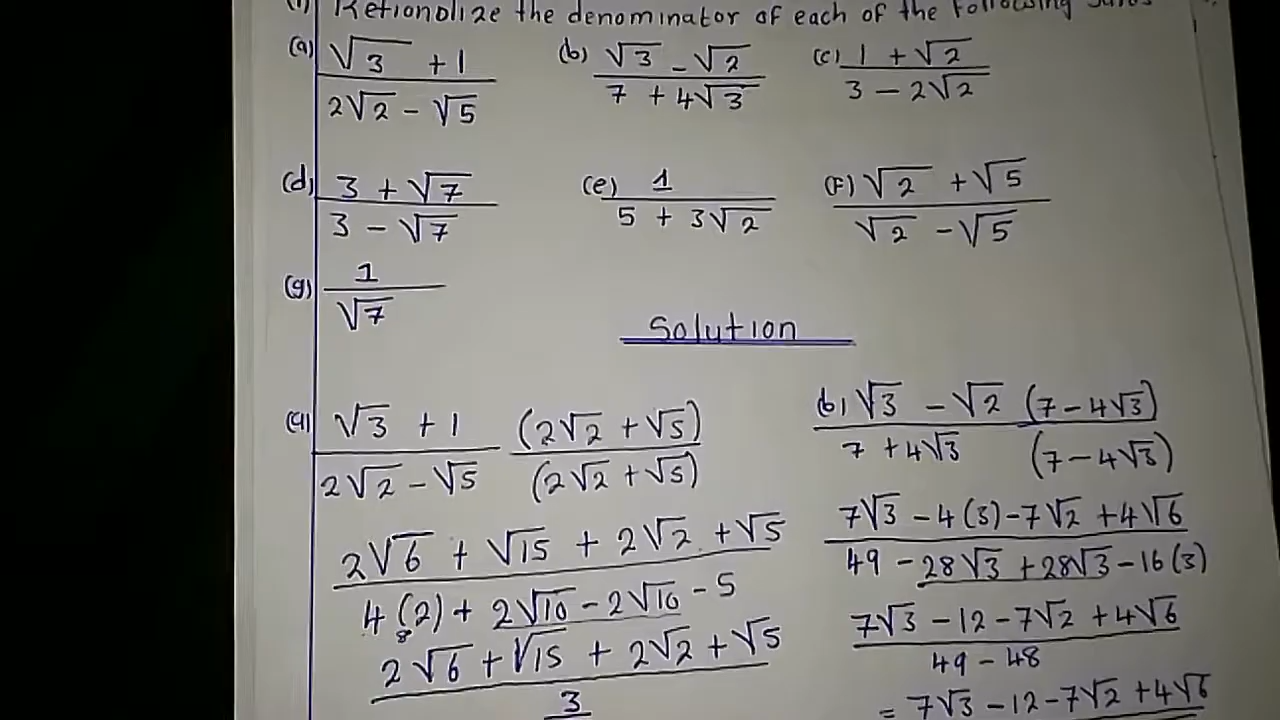 (1) Retionolize the denominator of each of the following
(a) √3 + 1 / 2√2 - √5 (b) √3 - √2 / 7 + 4√3 (c) 1 + √2 / 3 - 2√2
(d) 3 + √7 / 3 - √7 (e) 1 / 5 + 3√2 (F) √2 + √5 / √2 - √5
(g) 1 / √7
Solution
(a) √3 + 1 (2√2 + √5)
2√2 - √5 (2√2 + √5)
2√6 + √15 + 2√2 + √5
4(2) + 2√10 - 2√10 - 5
8
2√6 + √15 + 2√2 + √5
3
(b) √3 - √2 (7 - 4√3)
7 + 4√3 (7 - 4√3)
7√3 - 4(3) - 7√2 + 4√6
49 - 28√3 + 28√3 - 16(3)
7√3 - 12 - 7√2 + 4√6
49 - 48
= 7√3 - 12 - 7√2 + 4√6